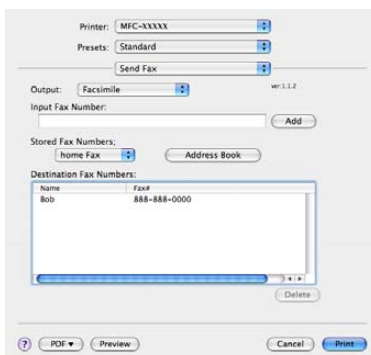 Printer: MFC-XXXXX
Presets: Standard
Send Fax
Output: Facsimile ver:1.1.2
Input Fax Number:
Add
Stored Fax Numbers:
home Fax Address Book
Destination Fax Numbers:
Name Fax#
Bob 888-888-0000
Delete
? PDF▼ Preview Cancel Print